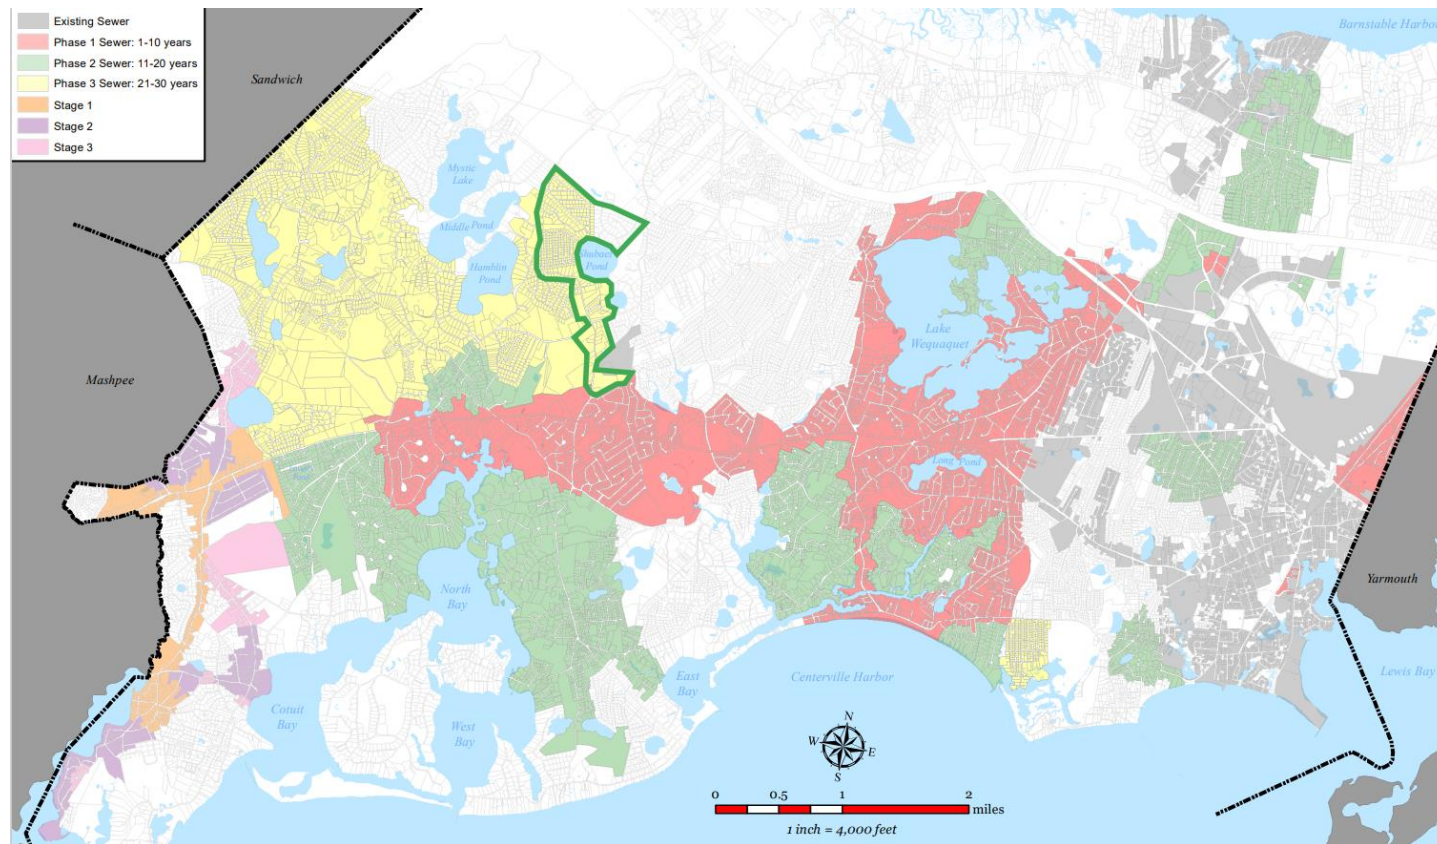 Existing Sewer
Phase 1 Sewer: 1-10 years
Phase 2 Sewer: 11-20 years
Phase 3 Sewer: 21-30 years
Stage 1
Stage 2
Stage 3
Sandwich
Barnstable Harbor
Mystic
Lake
Middle Pond
Hamblin
Pond
Shubael
Pond
Lake
Wequaquet
Mashpee
Long Pond
Yarmouth
North
Bay
East
Bay
Centerville Harbor
Lewis Bay
Cotuit
Bay
West
Bay
N
W
E
S
0 0.5 1 2
miles
1 inch = 4,000 feet